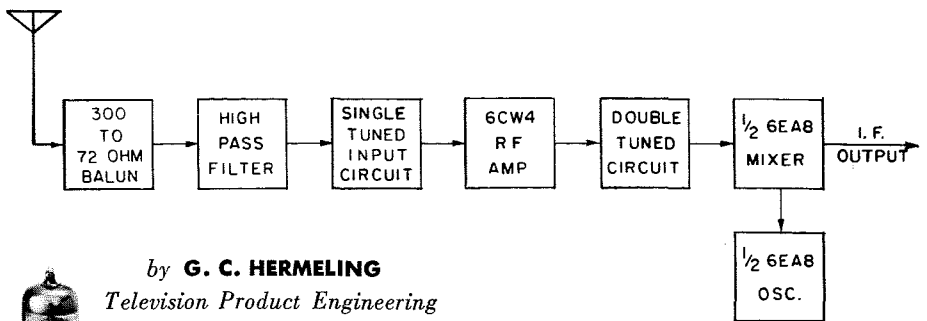 300
TO
72 OHM
BALUN
HIGH
PASS
FILTER
SINGLE
TUNED
INPUT
CIRCUIT
6CW4
RF
AMP
DOUBLE
TUNED
CIRCUIT
1/2 6EA8
MIXER
I. F.
OUTPUT
1/2 6EA8
OSC.
by G. C. HERMELING
Television Product Engineering